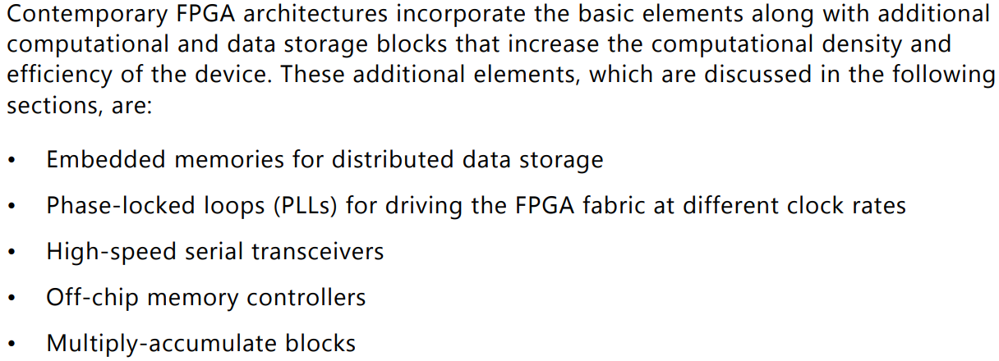 Contemporary FPGA architectures incorporate the basic elements along with additional
computational and data storage blocks that increase the computational density and
efficiency of the device. These additional elements, which are discussed in the following
sections, are:
• Embedded memories for distributed data storage
• Phase-locked loops (PLLs) for driving the FPGA fabric at different clock rates
• High-speed serial transceivers
• Off-chip memory controllers
• Multiply-accumulate blocks